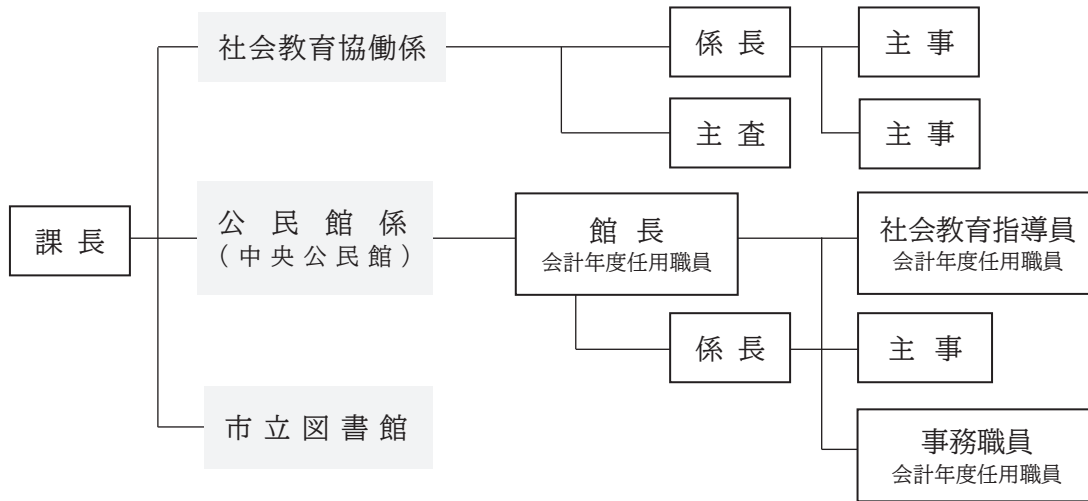 社会教育協働係
係長
主事
主査
主事
課長
公民館係
(中央公民館)
館長
会計年度任用職員
社会教育指導員
会計年度任用職員
係長
主事
市立図書館
事務職員
会計年度任用職員